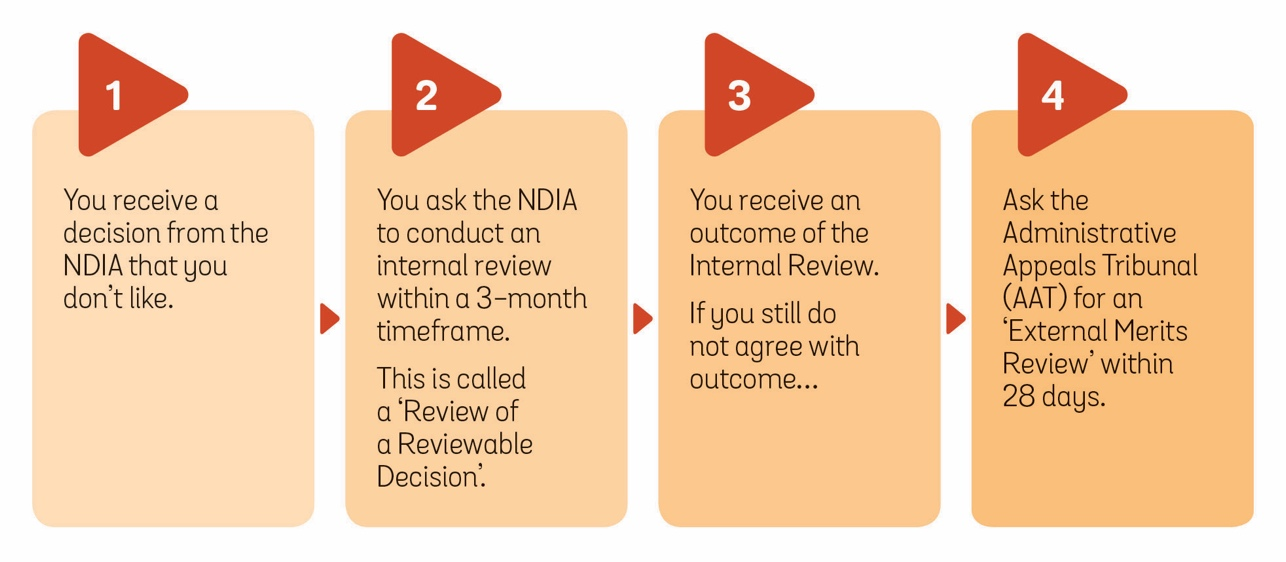 1
You receive a
decision from the
NDIA that you
don’t like.
2
You ask the NDIA
to conduct an
internal review
within a 3-month
timeframe.
This is called
a ‘Review of
a Reviewable
Decision’.
3
You receive an
outcome of the
Internal Review.
If you still do
not agree with
outcome...
4
Ask the
Administrative
Appeals Tribunal
(AAT) for an
‘External Merits
Review’ within
28 days.